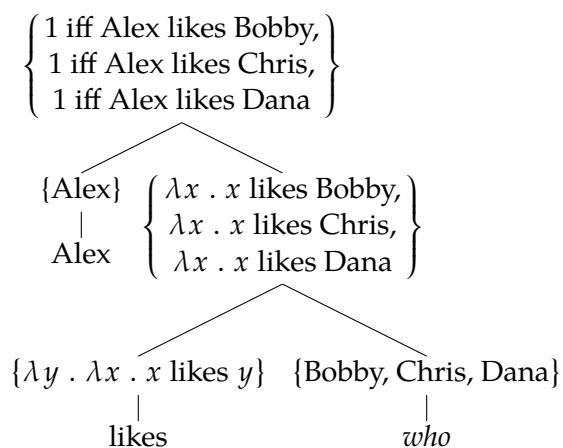 1 iff Alex likes Bobby,
1 iff Alex likes Chris,
1 iff Alex likes Dana
{Alex}
Alex
λx . x likes Bobby,
λx . x likes Chris,
λx . x likes Dana
{λy . λx . x likes y} {Bobby, Chris, Dana}
likes who